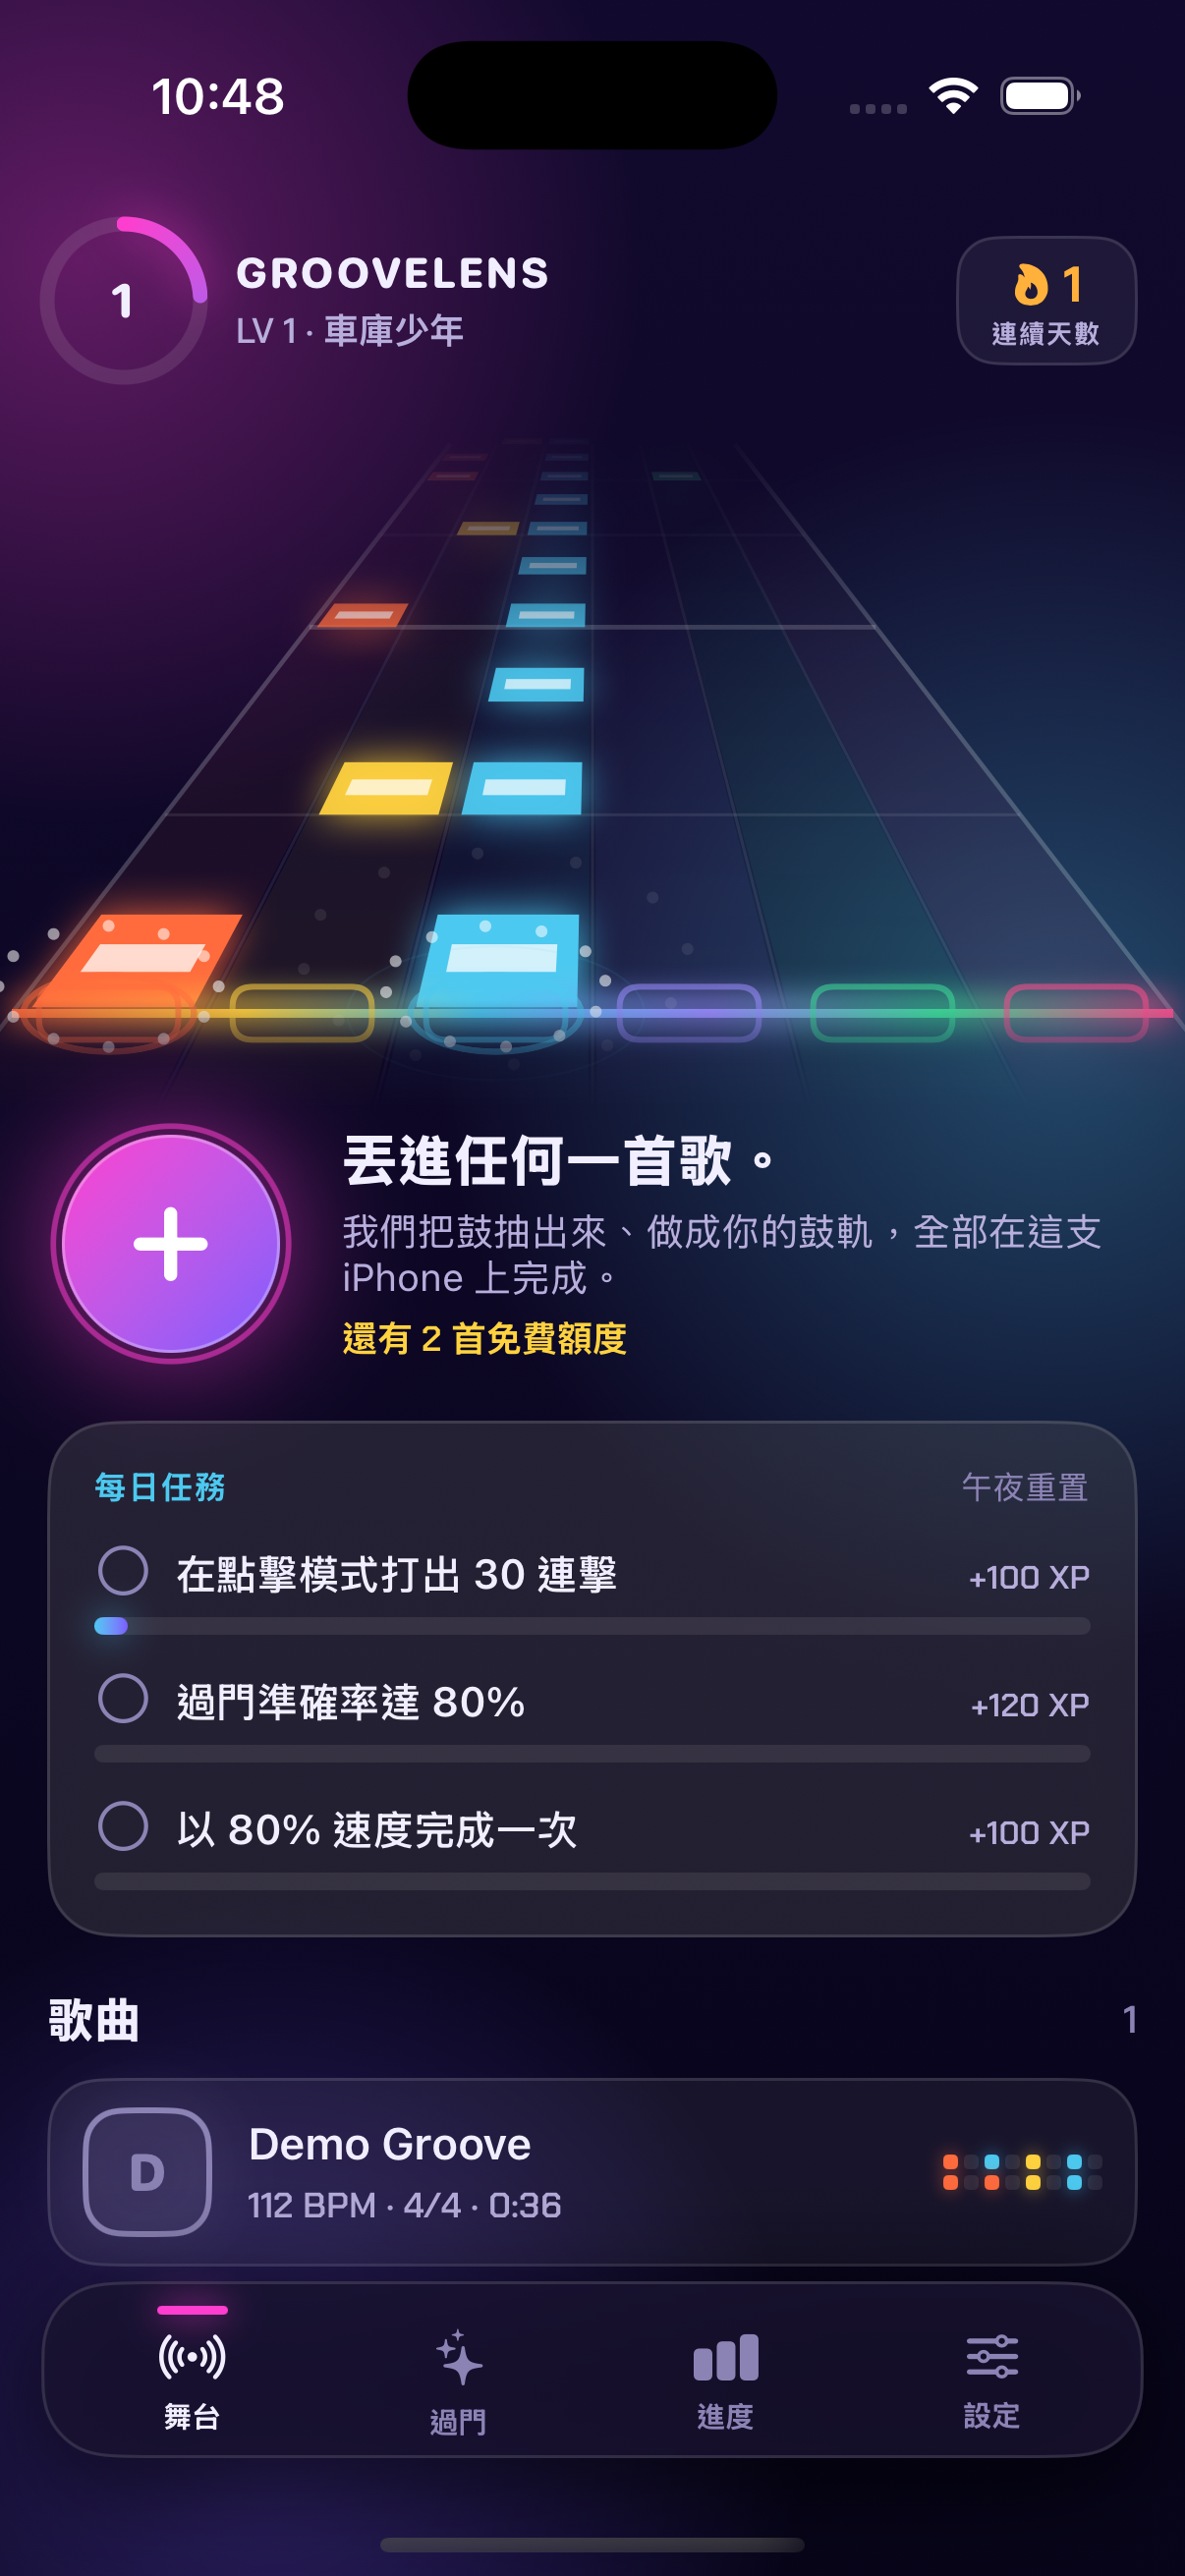 10:48
1
GROOVELENS
LV 1 · 車庫少年
1
連續天數
丟進任何一首歌。
我們把鼓抽出來、做成你的鼓軌，全部在這支
iPhone 上完成。
還有 2 首免費額度
每日任務
午夜重置
在點擊模式打出 30 連擊
+100 XP
過門準確率達 80%
+120 XP
以 80% 速度完成一次
+100 XP
歌曲
1
D
Demo Groove
112 BPM · 4/4 · 0:36
舞台
過門
進度
設定